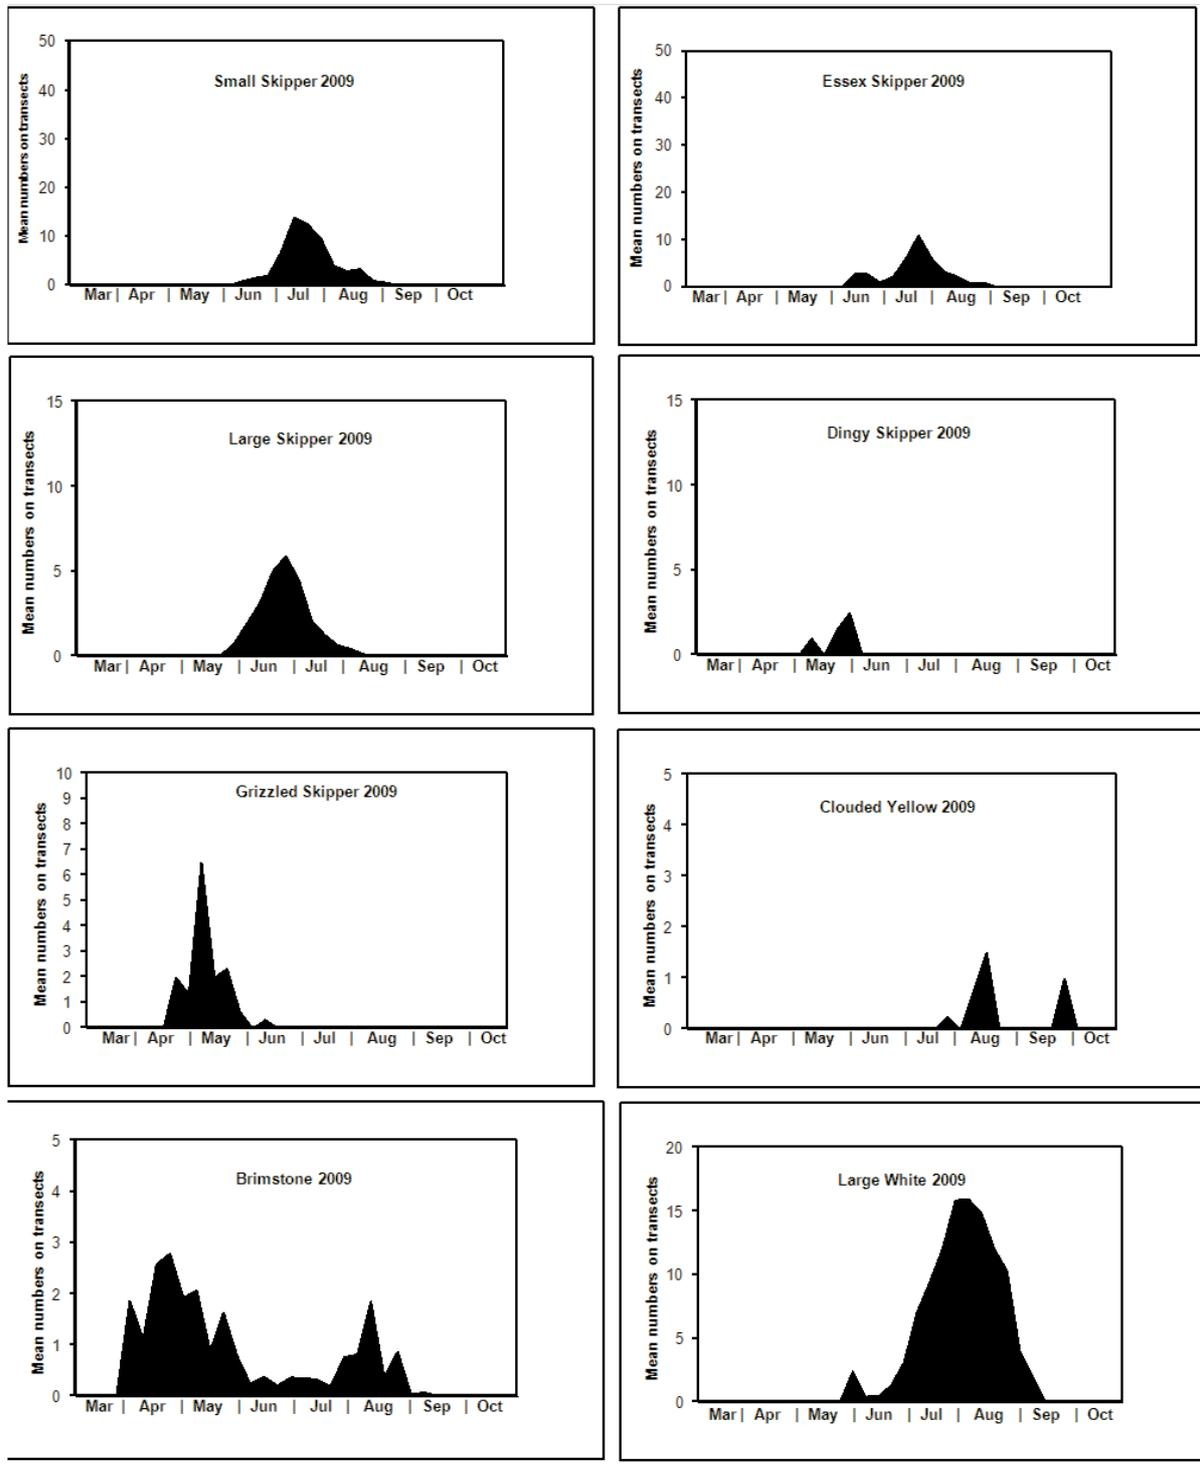 Small Skipper 2009
Mean numbers on transects
50
40
30
20
10
0
Mar | Apr | May | Jun | Jul | Aug | Sep | Oct
Essex Skipper 2009
Mean numbers on transects
50
40
30
20
10
0
Mar | Apr | May | Jun | Jul | Aug | Sep | Oct
Large Skipper 2009
Mean numbers on transects
15
10
5
0
Mar | Apr | May | Jun | Jul | Aug | Sep | Oct
Dingy Skipper 2009
Mean numbers on transects
15
10
5
0
Mar | Apr | May | Jun | Jul | Aug | Sep | Oct
Grizzled Skipper 2009
Mean numbers on transects
10
9
8
7
6
5
4
3
2
1
0
Mar | Apr | May | Jun | Jul | Aug | Sep | Oct
Clouded Yellow 2009
Mean numbers on transects
5
4
3
2
1
0
Mar | Apr | May | Jun | Jul | Aug | Sep | Oct
Brimstone 2009
Mean numbers on transects
5
4
3
2
1
0
Mar | Apr | May | Jun | Jul | Aug | Sep | Oct
Large White 2009
Mean numbers on transects
20
15
10
5
0
Mar | Apr | May | Jun | Jul | Aug | Sep | Oct